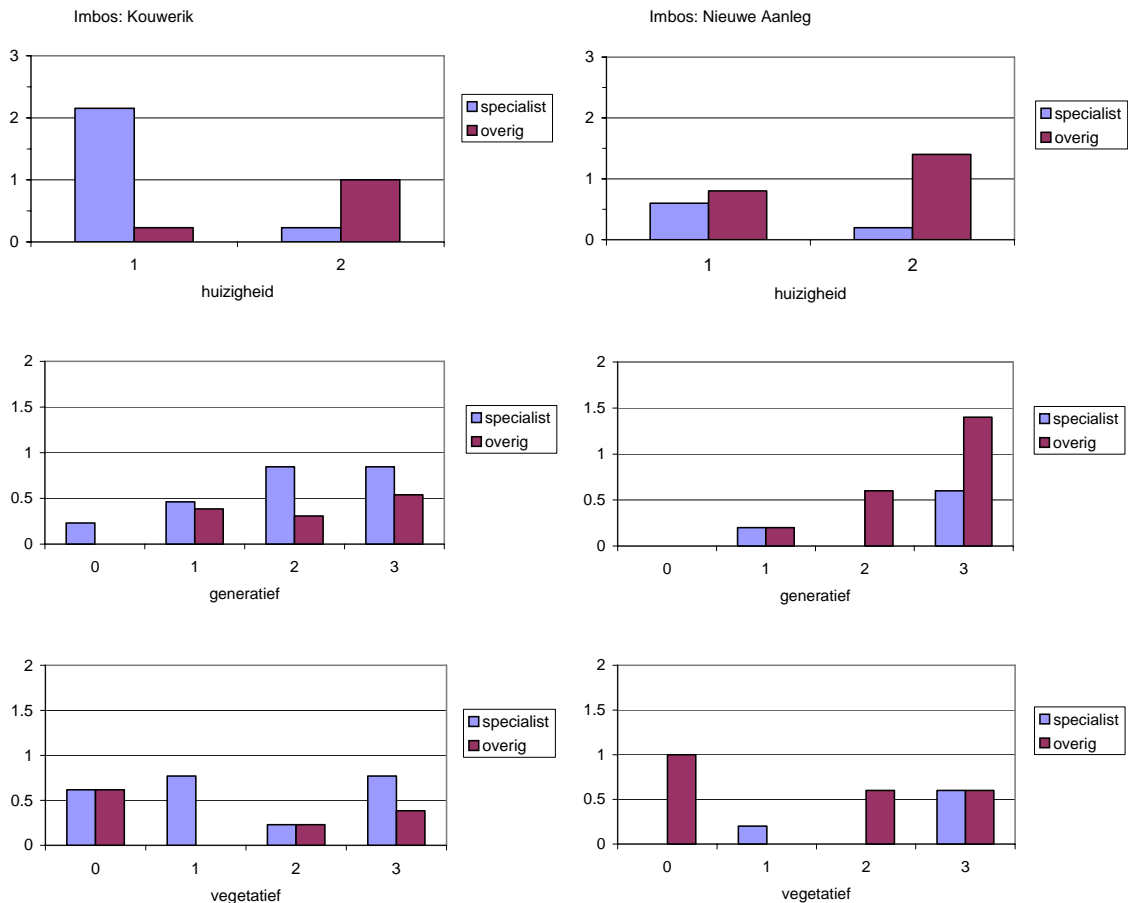 Imbos: Kouwerik
3
2
1
0
1 2
huizigheid
specialist
overig
Imbos: Nieuwe Aanleg
3
2
1
0
1 2
huizigheid
specialist
overig
2
1.5
1
0.5
0
0 1 2 3
generatief
specialist
overig
2
1.5
1
0.5
0
0 1 2 3
generatief
specialist
overig
2
1.5
1
0.5
0
0 1 2 3
vegetatief
specialist
overig
2
1.5
1
0.5
0
0 1 2 3
vegetatief
specialist
overig